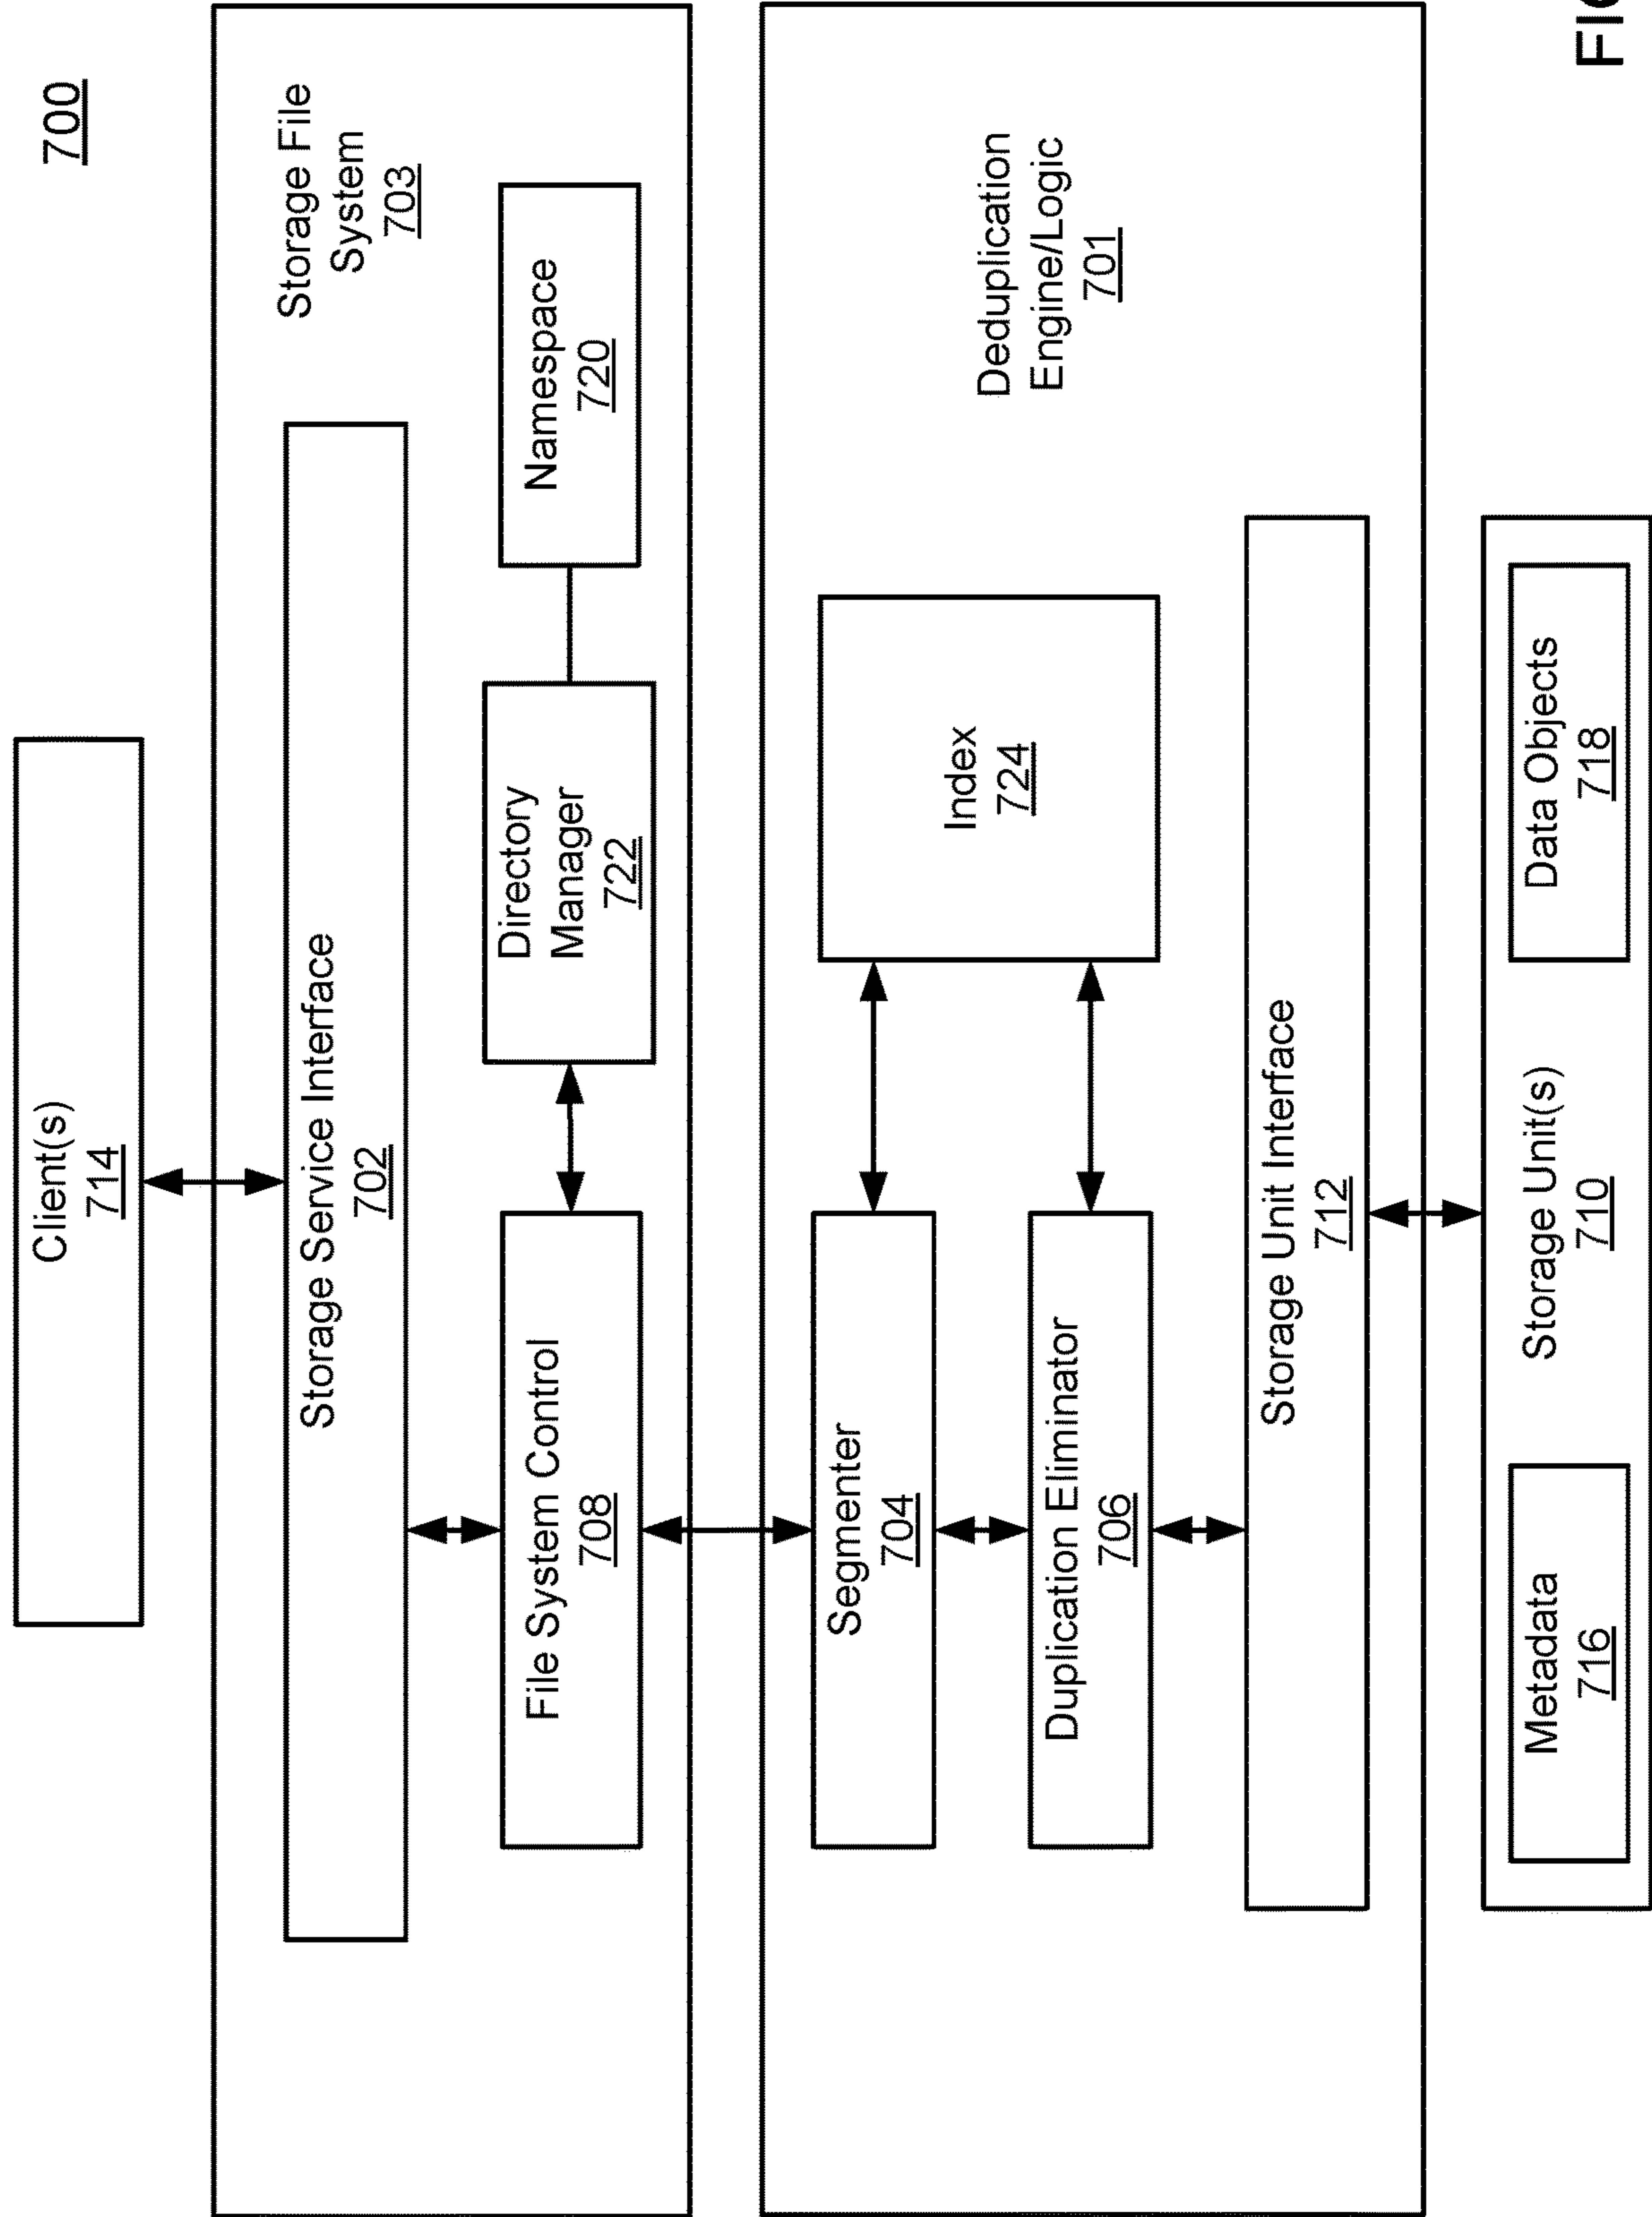 700
Client(s)
714
Storage File
System
703
Storage Service Interface
702
File System Control
708
Directory
Manager
722
Namespace
720
Deduplication
Engine/Logic
701
Segmenter
704
Index
724
Duplication Eliminator
706
Storage Unit Interface
712
Storage Unit(s)
710
Metadata
716
Data Objects
718